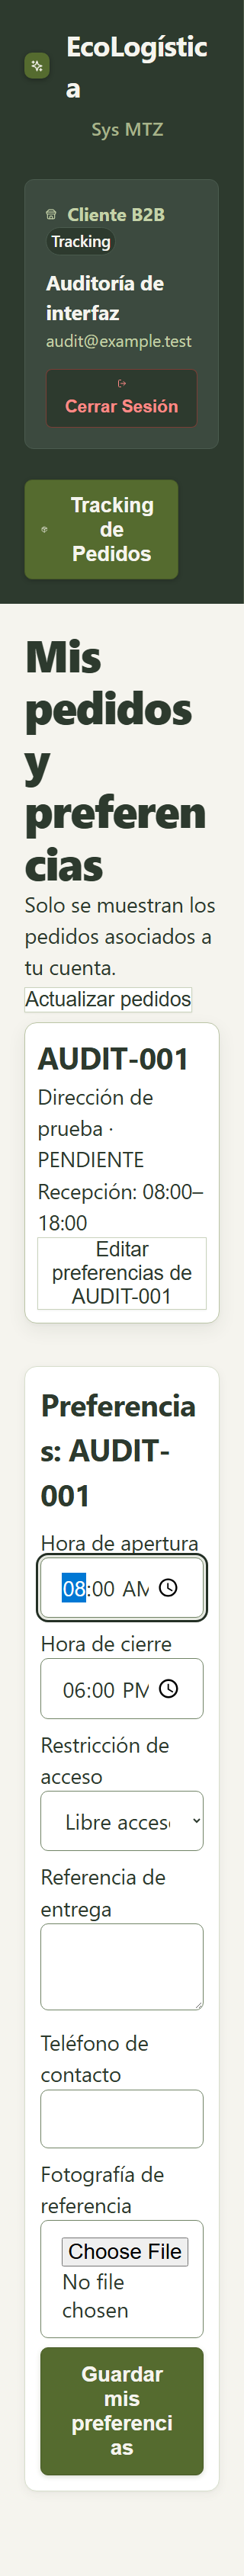 EcoLogístic
a
Sys MTZ
Cliente B2B
Tracking
Auditoría de
interfaz
audit@example.test
Cerrar Sesión
Tracking
de
Pedidos
Mis
pedidos
y
preferen
cias
Solo se muestran los
pedidos asociados a
tu cuenta.
Actualizar pedidos
AUDIT-001
Dirección de
prueba ·
PENDIENTE
Recepción: 08:00–
18:00
Editar
preferencias de
AUDIT-001
Preferencia
s: AUDIT-
001
Hora de apertura
08:00 AM
Hora de cierre
06:00 PM
Restricción de
acceso
Libre acceso
Referencia de
entrega
Teléfono de
contacto
Fotografía de
referencia
Choose File
No file
chosen
Guardar
mis
preferenci
as